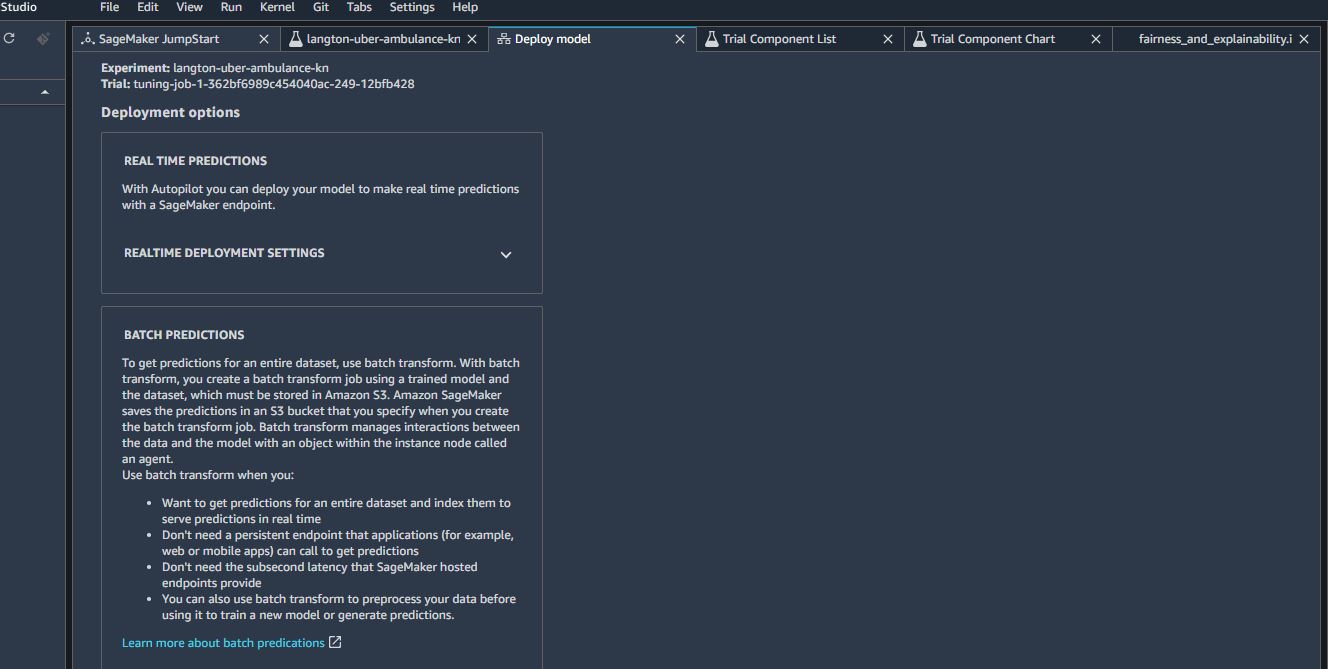 Studio
File Edit View Run Kernel Git Tabs Settings Help
SageMaker JumpStart
langton-uber-ambulance-kn
Deploy model
Trial Component List
Trial Component Chart
fairness_and_explainability.i
Experiment: langton-uber-ambulance-kn
Trial: tuning-job-1-362bf6989c454040ac-249-12bfb428
Deployment options
REAL TIME PREDICTIONS
With Autopilot you can deploy your model to make real time predictions
with a SageMaker endpoint.
REALTIME DEPLOYMENT SETTINGS
BATCH PREDICTIONS
To get predictions for an entire dataset, use batch transform. With batch
transform, you create a batch transform job using a trained model and
the dataset, which must be stored in Amazon S3. Amazon SageMaker
saves the predictions in an S3 bucket that you specify when you create
the batch transform job. Batch transform manages interactions between
the data and the model with an object within the instance node called
an agent.
Use batch transform when you:
• Want to get predictions for an entire dataset and index them to
serve predictions in real time
• Don't need a persistent endpoint that applications (for example,
web or mobile apps) can call to get predictions
• Don't need the subsecond latency that SageMaker hosted
endpoints provide
• You can also use batch transform to preprocess your data before
using it to train a new model or generate predictions.
Learn more about batch predications